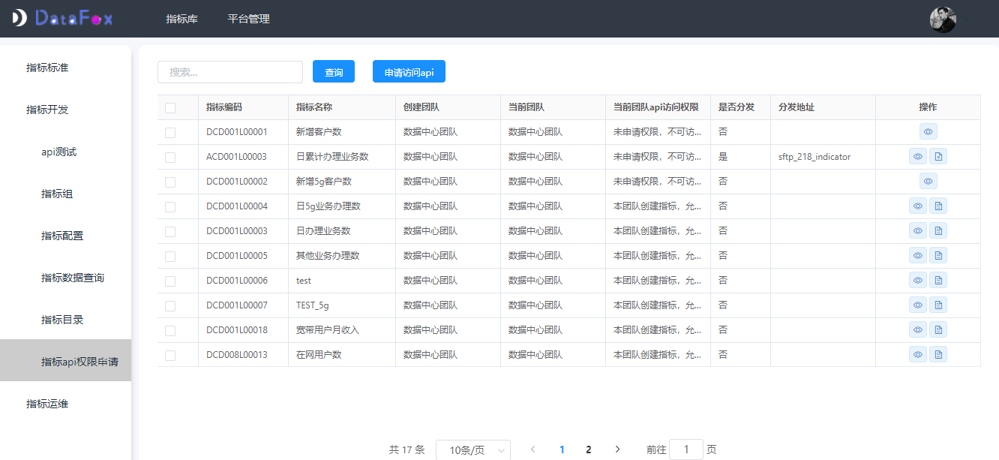 DataFox
指标库
平台管理
指标标准
指标开发
api测试
指标组
指标配置
指标数据查询
指标目录
指标api权限申请
指标运维
搜索...
查询
申请访问api
指标编码 指标名称 创建团队 当前团队 当前团队api访问权限 是否分发 分发地址 操作
DCD001L00001 新增客户数 数据中心团队 数据中心团队 未申请权限，不可访... 否
ACD001L00003 日累计办理业务数 数据中心团队 数据中心团队 未申请权限，不可访... 是 sftp_218_indicator
DCD001L00002 新增5g客户数 数据中心团队 数据中心团队 未申请权限，不可访... 否
DCD001L00004 日5g业务办理数 数据中心团队 数据中心团队 本团队创建指标，允... 否
DCD001L00003 日办理业务数 数据中心团队 数据中心团队 本团队创建指标，允... 否
DCD001L00005 其他业务办理数 数据中心团队 数据中心团队 本团队创建指标，允... 否
DCD001L00006 test 数据中心团队 数据中心团队 本团队创建指标，允... 否
DCD001L00007 TEST_5g 数据中心团队 数据中心团队 本团队创建指标，允... 否
DCD001L00018 宽带用户月收入 数据中心团队 数据中心团队 本团队创建指标，允... 否
DCD008L00013 在网用户数 数据中心团队 数据中心团队 本团队创建指标，允... 否
共 17 条 10条/页 1 2 前往 1 页